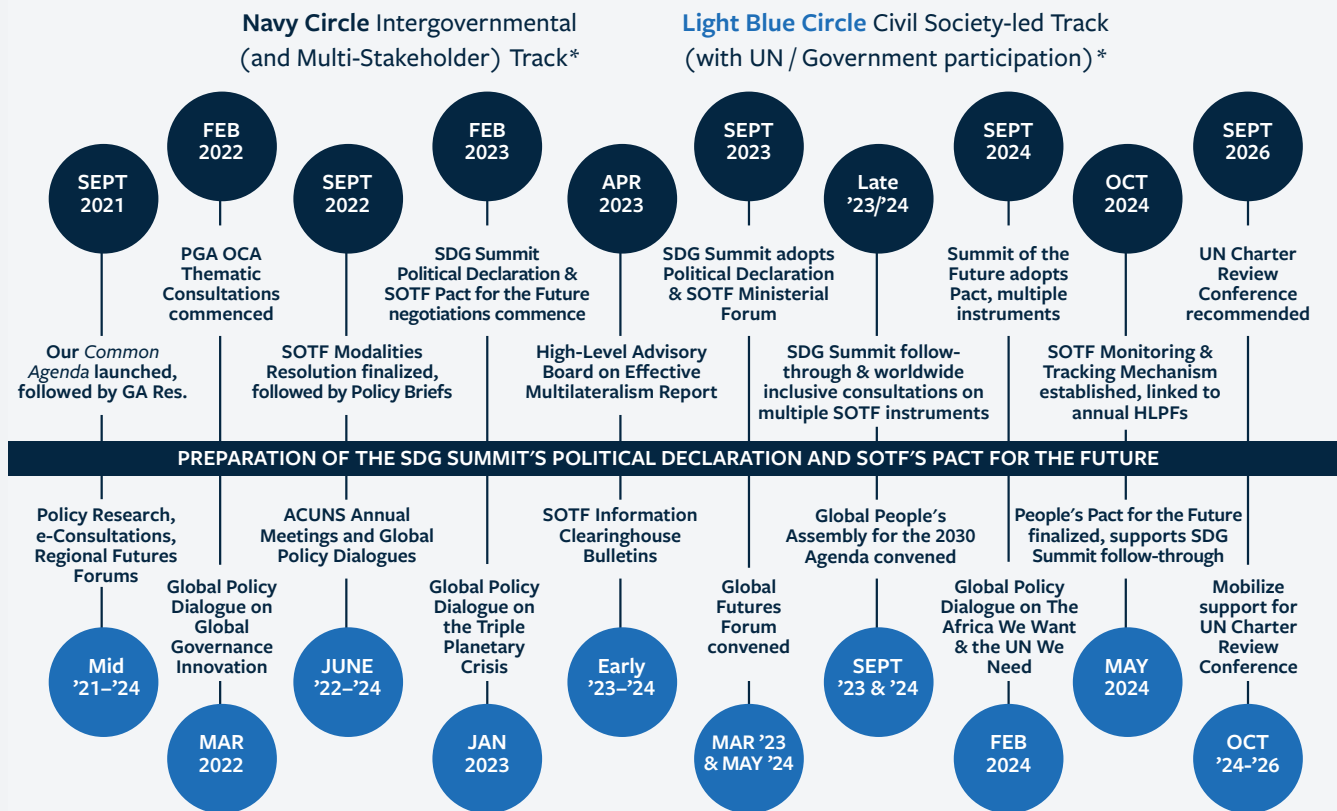 Navy Circle Intergovernmental
(and Multi-Stakeholder) Track*
Light Blue Circle Civil Society-led Track
(with UN / Government participation)*
SEPT
2021
Our Common
Agenda launched,
followed by GA Res.
FEB
2022
PGA OCA
Thematic
Consultations
commenced
SEPT
2022
SOTF Modalities
Resolution finalized,
followed by Policy Briefs
FEB
2023
SDG Summit
Political Declaration &
SOTF Pact for the Future
negotiations commence
APR
2023
High-Level Advisory
Board on Effective
Multilateralism Report
SEPT
2023
SDG Summit adopts
Political Declaration
& SOTF Ministerial
Forum
Late
’23/’24
SDG Summit follow-
through & worldwide
inclusive consultations on
multiple SOTF instruments
SEPT
2024
Summit of the
Future adopts
Pact, multiple
instruments
OCT
2024
SOTF Monitoring &
Tracking Mechanism
established, linked to
annual HLPFs
SEPT
2026
UN Charter
Review
Conference
recommended
PREPARATION OF THE SDG SUMMIT’S POLITICAL DECLARATION AND SOTF’S PACT FOR THE FUTURE
Policy Research,
e-Consultations,
Regional Futures
Forums
Mid
’21–’24
Global Policy
Dialogue on
Global
Governance
Innovation
MAR
2022
ACUNS Annual
Meetings and Global
Policy Dialogues
JUNE
’22–’24
Global Policy
Dialogue on
the Triple
Planetary
Crisis
JAN
2023
SOTF Information
Clearinghouse
Bulletins
Early
’23–’24
Global
Futures
Forum
convened
MAR ’23
& MAY ’24
Global People’s
Assembly for the 2030
Agenda convened
SEPT
’23 & ’24
Global Policy
Dialogue on The
Africa We Want
& the UN We
Need
FEB
2024
People’s Pact for the Future
finalized, supports SDG
Summit follow-through
MAY
2024
Mobilize
support for
UN Charter
Review
Conference
OCT
’24-’26